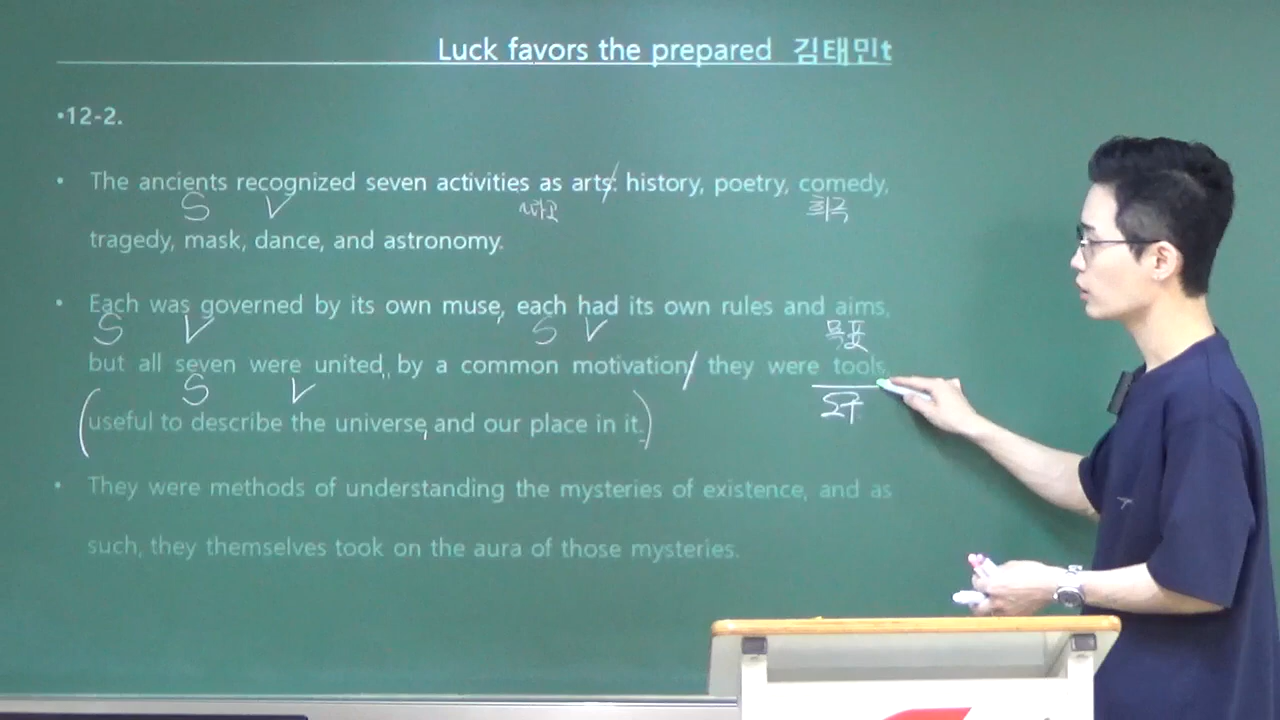 Luck favors the prepared 김태민t
•12-2.
• The ancients recognized seven activities as arts: history, poetry, comedy,
S V 희극
tragedy, mask, dance, and astronomy.
• Each was governed by its own muse, each had its own rules and aims,
S V S V 목표
but all seven were united, by a common motivation/ they were tools,
S V 도구
(useful to describe the universe, and our place in it.)
• They were methods of understanding the mysteries of existence, and as
such, they themselves took on the aura of those mysteries.